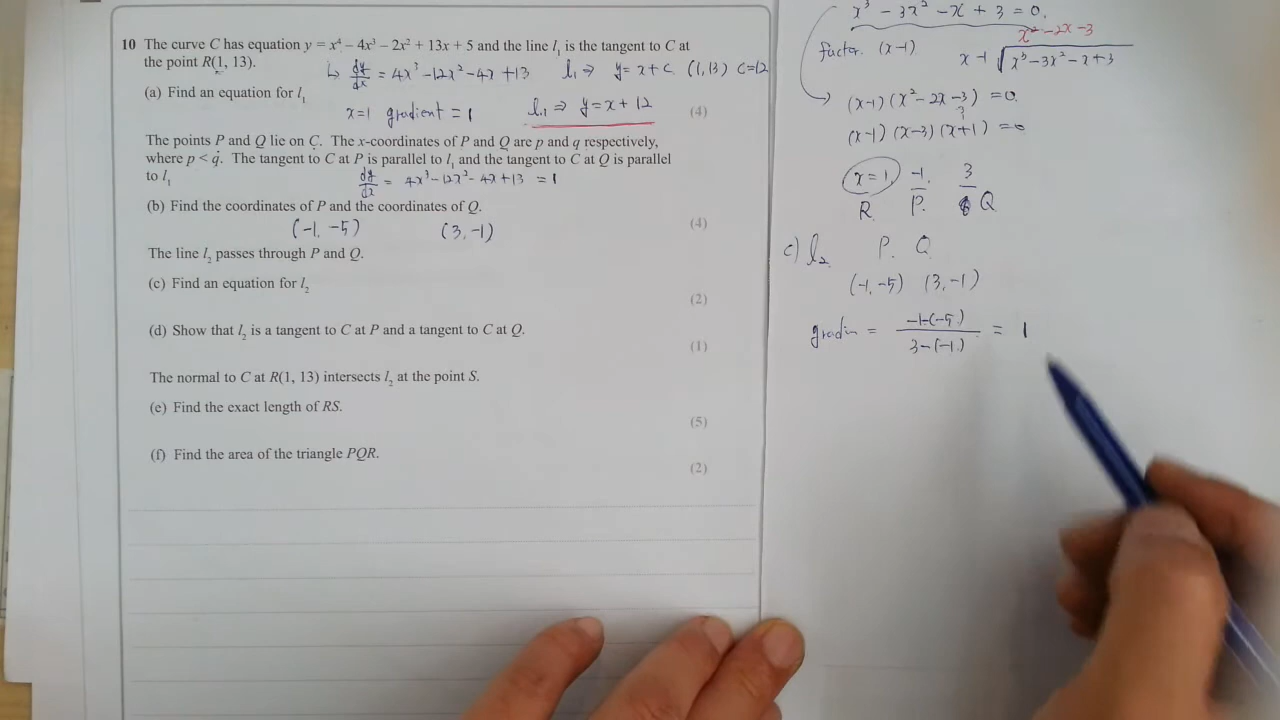 10 The curve C has equation y = x⁴ – 4x³ – 2x² + 13x + 5 and the line l₁ is the tangent to C at
the point R(1, 13).
↳ dy/dx = 4x³ -12x² -4x +13   l₁ ⇒ y = x + c. (1, 13) c=12
(a) Find an equation for l₁
x=1 gradient = 1   l₁ ⇒ y = x + 12
(4)
The points P and Q lie on C. The x-coordinates of P and Q are p and q respectively,
where p < q. The tangent to C at P is parallel to l₁ and the tangent to C at Q is parallel
to l₁
dy/dx = 4x³ -12x² - 4x +13 = 1
(b) Find the coordinates of P and the coordinates of Q.
(-1, -5)   (3, -1)
(4)
The line l₂ passes through P and Q.
(c) Find an equation for l₂
(2)
(d) Show that l₂ is a tangent to C at P and a tangent to C at Q.
(1)
The normal to C at R(1, 13) intersects l₂ at the point S.
(e) Find the exact length of RS.
(5)
(f) Find the area of the triangle PQR.
(2)
x³ - 3x² - x + 3 = 0.
x² -2x -3
factor. (x-1)   x-1 √x³ -3x² -x +3
(x-1)(x² -2x -3) = 0.
(x-1)(x-3)(x+1) = 0
x=1   -1.   3
R.   P.   Q
c) l₂   P. Q
(-1, -5) (3, -1)
gradin = -1-(-5) / 3-(-1.) = 1